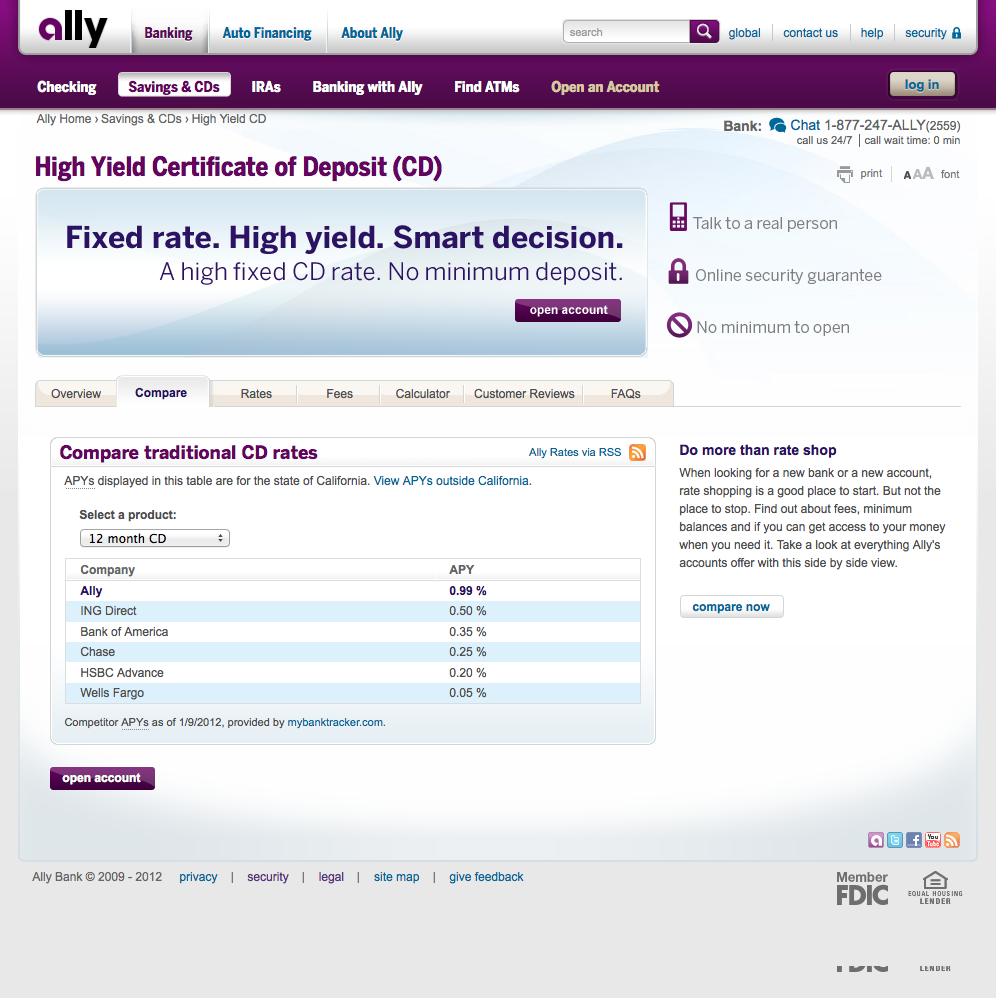 ally
Banking
Auto Financing
About Ally
search
global
contact us
help
security
Checking
Savings & CDs
IRAs
Banking with Ally
Find ATMs
Open an Account
log in
Ally Home › Savings & CDs › High Yield CD
Bank: Chat 1-877-247-ALLY(2559)
call us 24/7 | call wait time: 0 min
High Yield Certificate of Deposit (CD)
print
AAA font
Fixed rate. High yield. Smart decision.
A high fixed CD rate. No minimum deposit.
open account
Talk to a real person
Online security guarantee
No minimum to open
Overview
Compare
Rates
Fees
Calculator
Customer Reviews
FAQs
Compare traditional CD rates
Ally Rates via RSS
APYs displayed in this table are for the state of California. View APYs outside California.
Select a product:
12 month CD
Company APY
Ally 0.99 %
ING Direct 0.50 %
Bank of America 0.35 %
Chase 0.25 %
HSBC Advance 0.20 %
Wells Fargo 0.05 %
Competitor APYs as of 1/9/2012, provided by mybanktracker.com.
Do more than rate shop
When looking for a new bank or a new account,
rate shopping is a good place to start. But not the
place to stop. Find out about fees, minimum
balances and if you can get access to your money
when you need it. Take a look at everything Ally's
accounts offer with this side by side view.
compare now
open account
a
t
f
You
Tube
Ally Bank © 2009 - 2012 privacy | security | legal | site map | give feedback
Member
FDIC
EQUAL HOUSING
LENDER
FDIC
LENDER